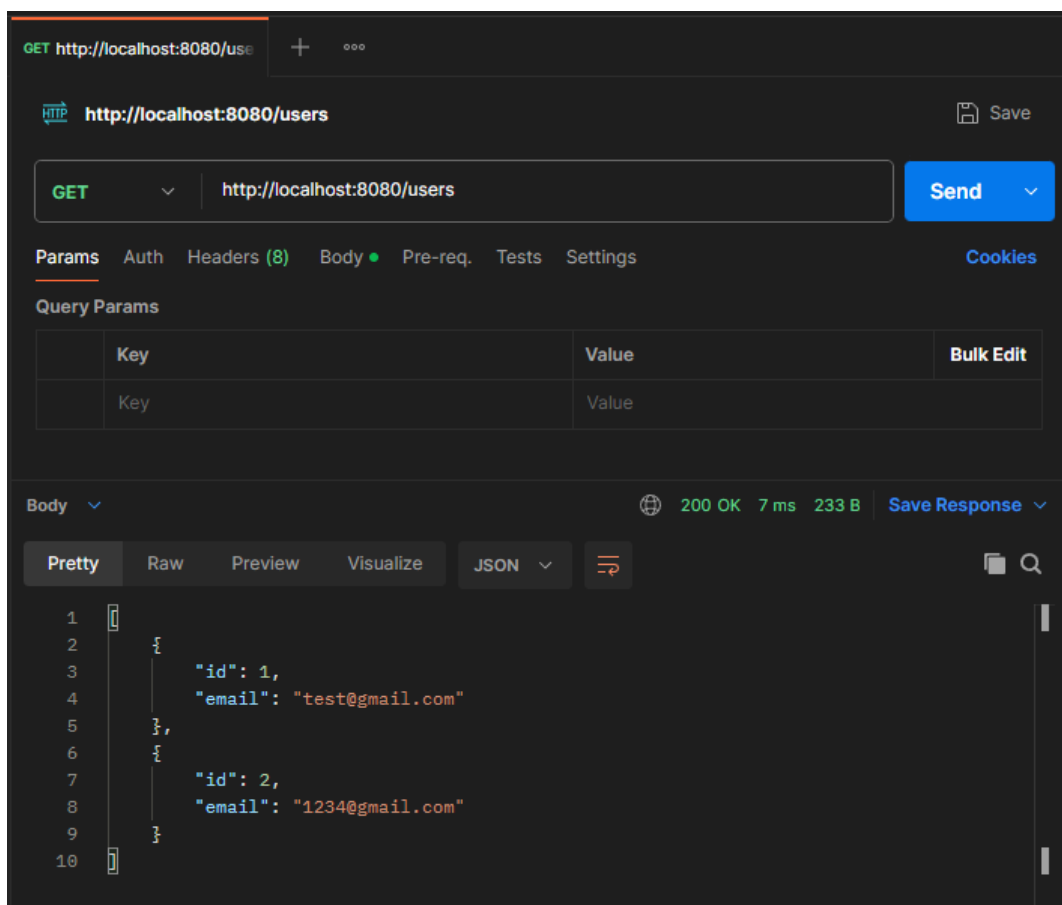 GET http://localhost:8080/use
HTTP http://localhost:8080/users Save
GET http://localhost:8080/users Send
Params Auth Headers (8) Body Pre-req. Tests Settings Cookies
Query Params
Key Value Bulk Edit
Key Value
Body 200 OK 7 ms 233 B Save Response
Pretty Raw Preview Visualize JSON
1 [
2 {
3 "id": 1,
4 "email": "test@gmail.com"
5 },
6 {
7 "id": 2,
8 "email": "1234@gmail.com"
9 }
10 ]